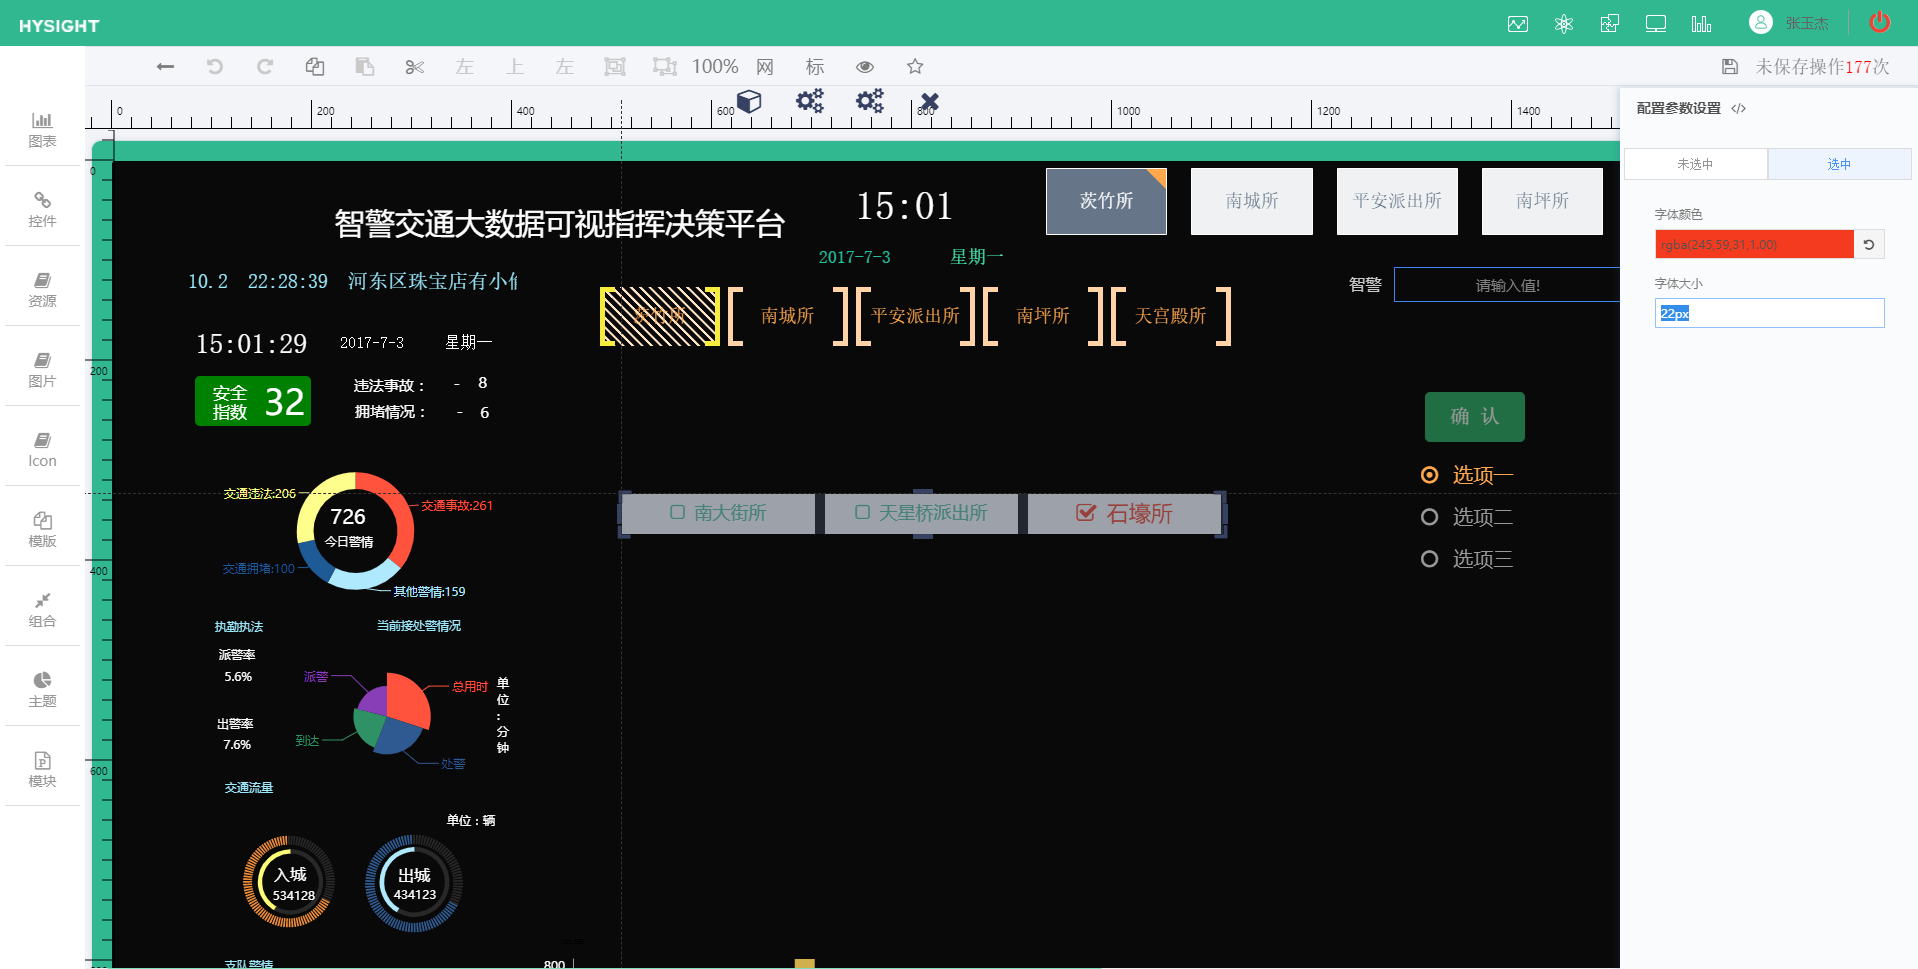 HYSIGHT
张玉杰
左
上
左
100%
网
标
未保存操作177次
图表
控件
资源
图片
Icon
模版
组合
主题
模块
0
200
400
600
800
1000
1200
1400
0
200
400
600
智警交通大数据可视指挥决策平台
15:01
2017-7-3
星期一
茨竹所
南城所
平安派出所
南坪所
10.2 22:28:39 河东区珠宝店有小
智警
请输入值!
茨竹所
南城所
平安派出所
南坪所
天宫殿所
15:01:29
2017-7-3
星期一
安全
指数
32
违法事故： - 8
拥堵情况： - 6
确 认
选项一
选项二
选项三
南大街所
天星桥派出所
石壕所
交通违法:206
交通事故:261
726
今日警情
交通拥堵:100
其他警情:159
执勤执法
当前接处警情况
派警率
5.6%
出警率
7.6%
派警
总用时
到达
处警
单位：分钟
交通流量
单位：辆
入城
534128
出城
434123
支队警情
800
配置参数设置 </>
未选中
选中
字体颜色
rgba(245,59,31,1.00)
字体大小
22px